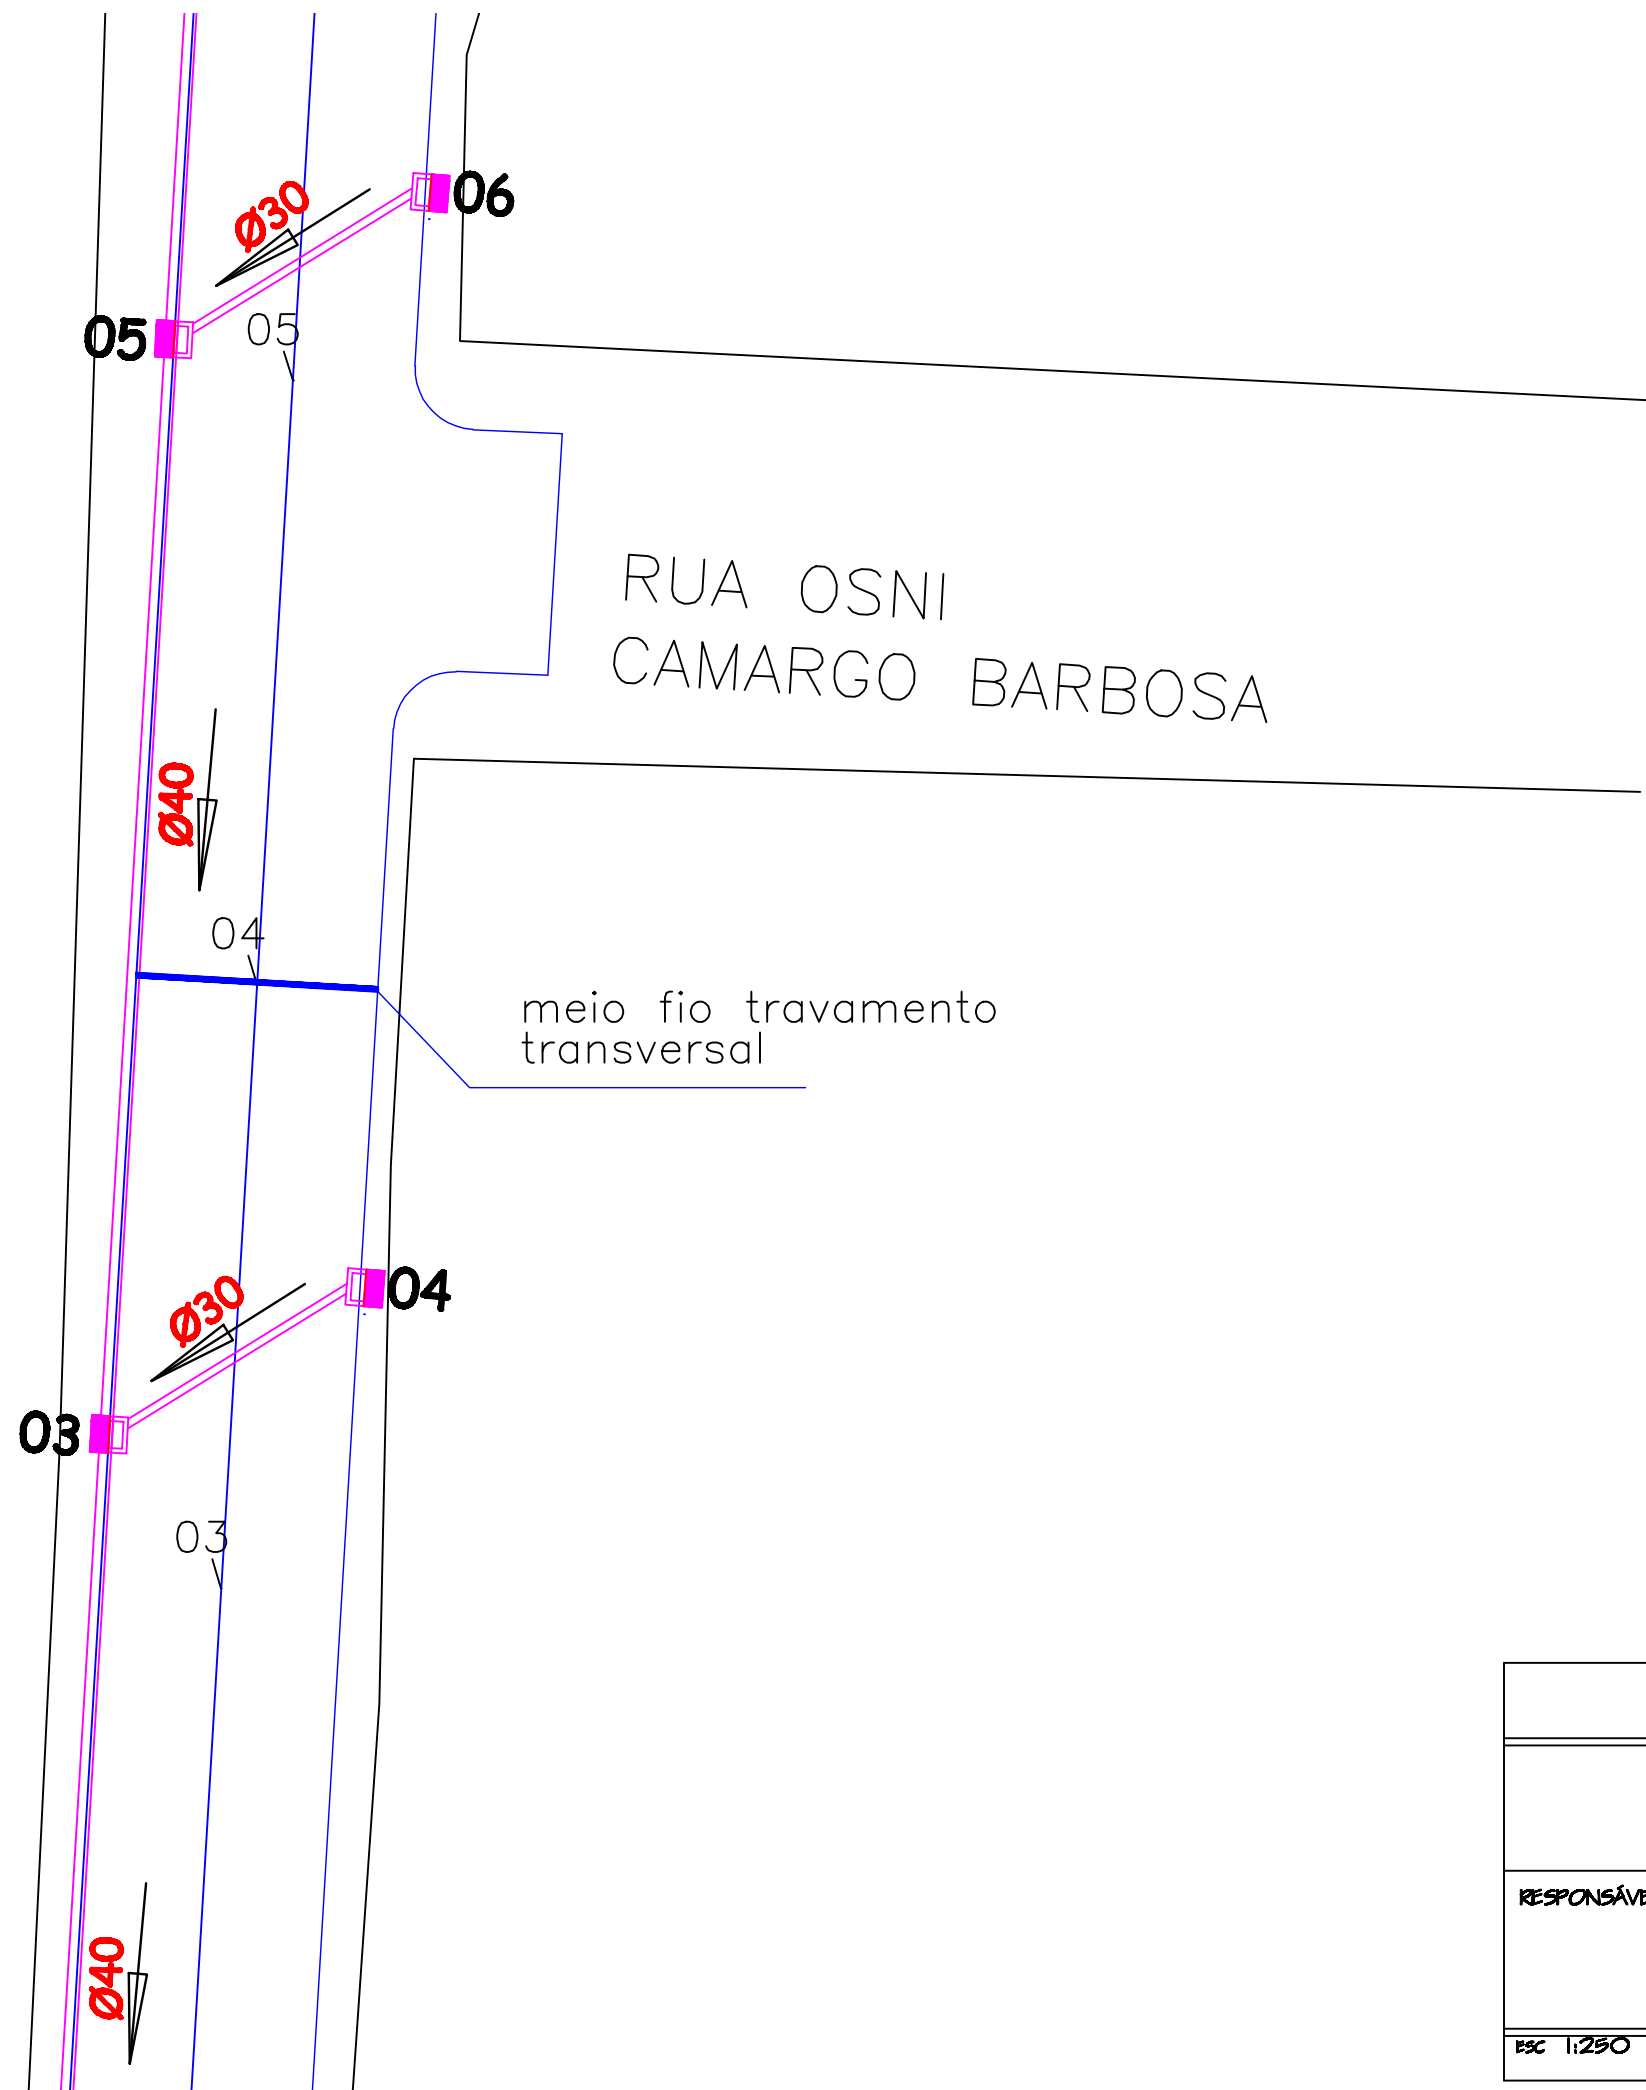 Ø30
06
05
05
RUA OSNI
CAMARGO BARBOSA
Ø40
04
meio fio travamento
transversal
Ø30
04
03
03
RESPONSÁVE
Ø40
ESC 1:250